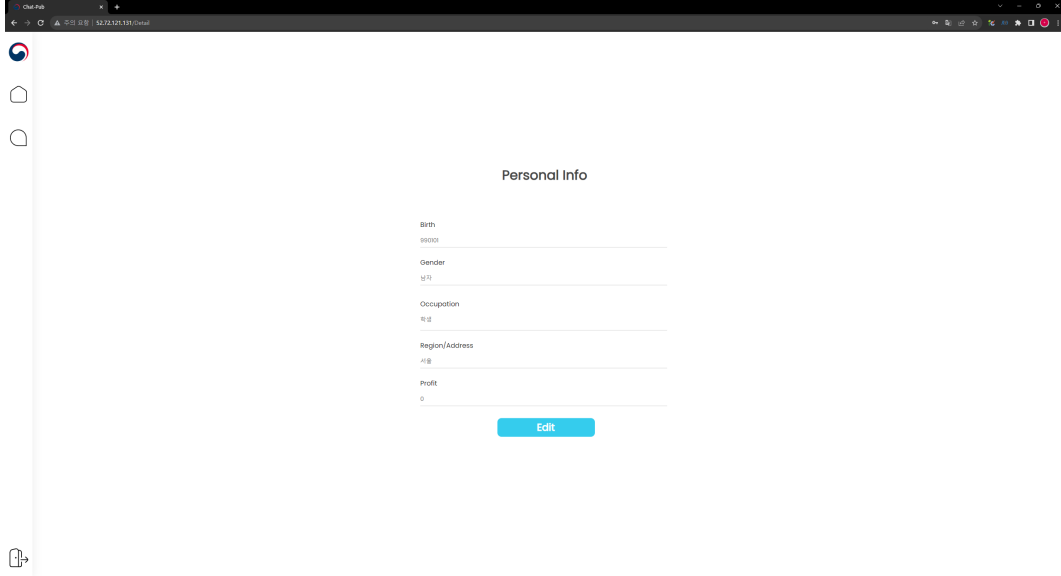 Chat-Pub
주의 요함 | 52.72.121.131/Detail
Personal Info
Birth
990101
Gender
남자
Occupation
학생
Region/Address
서울
Profit
0
Edit